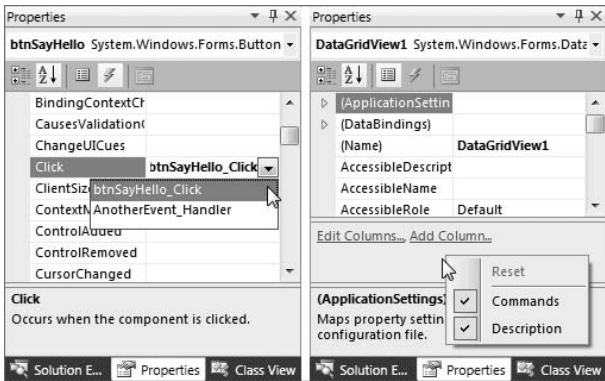 Properties
btnSayHello System.Windows.Forms.Button
BindingContextCh
CausesValidation
ChangeUICues
Click btnSayHello_Click
ClientSiz btnSayHello_Click
ContextM AnotherEvent_Handler
ControlAdded
ControlRemoved
CursorChanged
Click
Occurs when the component is clicked.
Solution E... Properties Class View
Properties
DataGridView1 System.Windows.Forms.Data
(ApplicationSettin
(DataBindings)
(Name) DataGridView1
AccessibleDescript
AccessibleName
AccessibleRole Default
Edit Columns..., Add Column...
Reset
Commands
Description
(ApplicationSettings)
Maps property settin
configuration file.
Solution E... Properties Class View